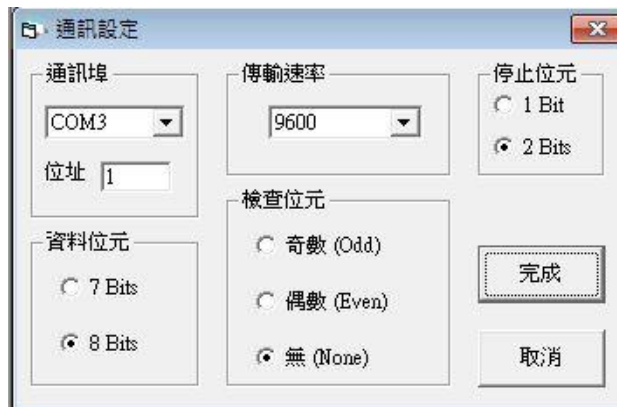 通訊設定
通訊埠
COM3
位址 1
資料位元
7 Bits
8 Bits
傳輸速率
9600
檢查位元
奇數 (Odd)
偶數 (Even)
無 (None)
停止位元
1 Bit
2 Bits
完成
取消